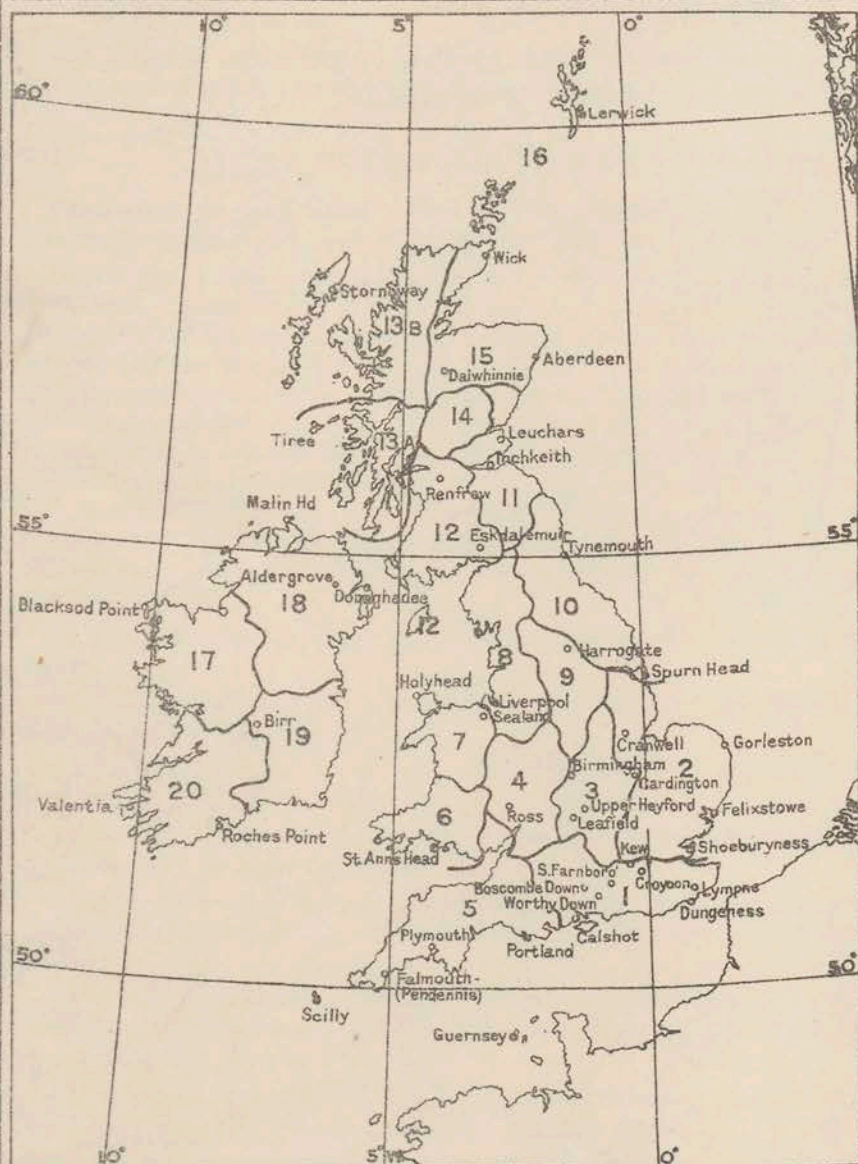 10°
5°
0°
5°
60°
Lerwick
16
Wick
Stornoway
13 B
15
Aberdeen
Dalwhinnie
14
Tiree
13 A
Leuchars
Inchkeith
Renfrew
11
Malin Hd
55°
12
Eskdalemuir
55°
Tynemouth
Aldergrove
Donaghadee
18
Blacksod Point
10
12
Harrogate
17
8
9
Spurn Head
Holyhead
Liverpool
Sealand
Birr
19
7
Cranwell
Gorleston
Birmingham
2
Cardington
20
4
3
Valentia
Ross
Upper Heyford
Felixstowe
6
Leafield
Roches Point
Kew
Shoeburyness
St. Anns Head
S. Farnboro'
Croydon
Boscombe Down
1
Lympne
5
Worthy Down
Dungeness
Plymouth
Portland
Calshot
50°
50°
Falmouth-
(Pendennis)
Scilly
Guernsey
10°
5°W
0°